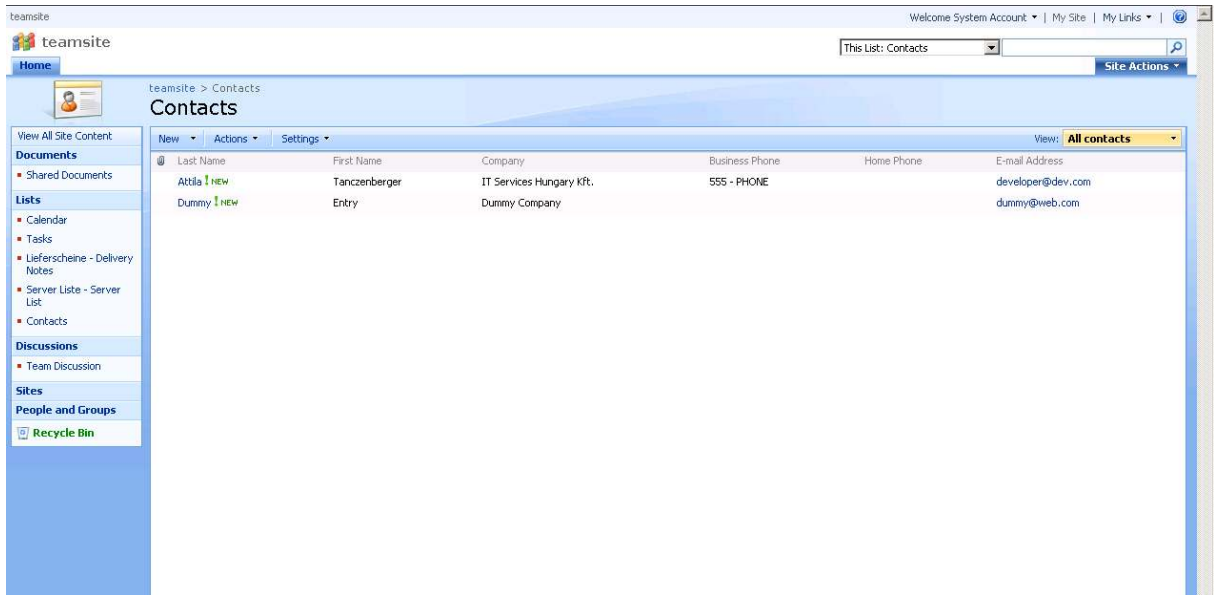 teamsite
Welcome System Account | My Site | My Links |
teamsite
This List: Contacts
Home
Site Actions
teamsite > Contacts
Contacts
View All Site Content
Documents
Shared Documents
Lists
Calendar
Tasks
Lieferscheine - Delivery
Notes
Server Liste - Server
List
Contacts
Discussions
Team Discussion
Sites
People and Groups
Recycle Bin
New Actions Settings View: All contacts
Last Name First Name Company Business Phone Home Phone E-mail Address
Attila ! NEW Tanczenberger IT Services Hungary Kft. 555 - PHONE developer@dev.com
Dummy ! NEW Entry Dummy Company dummy@web.com